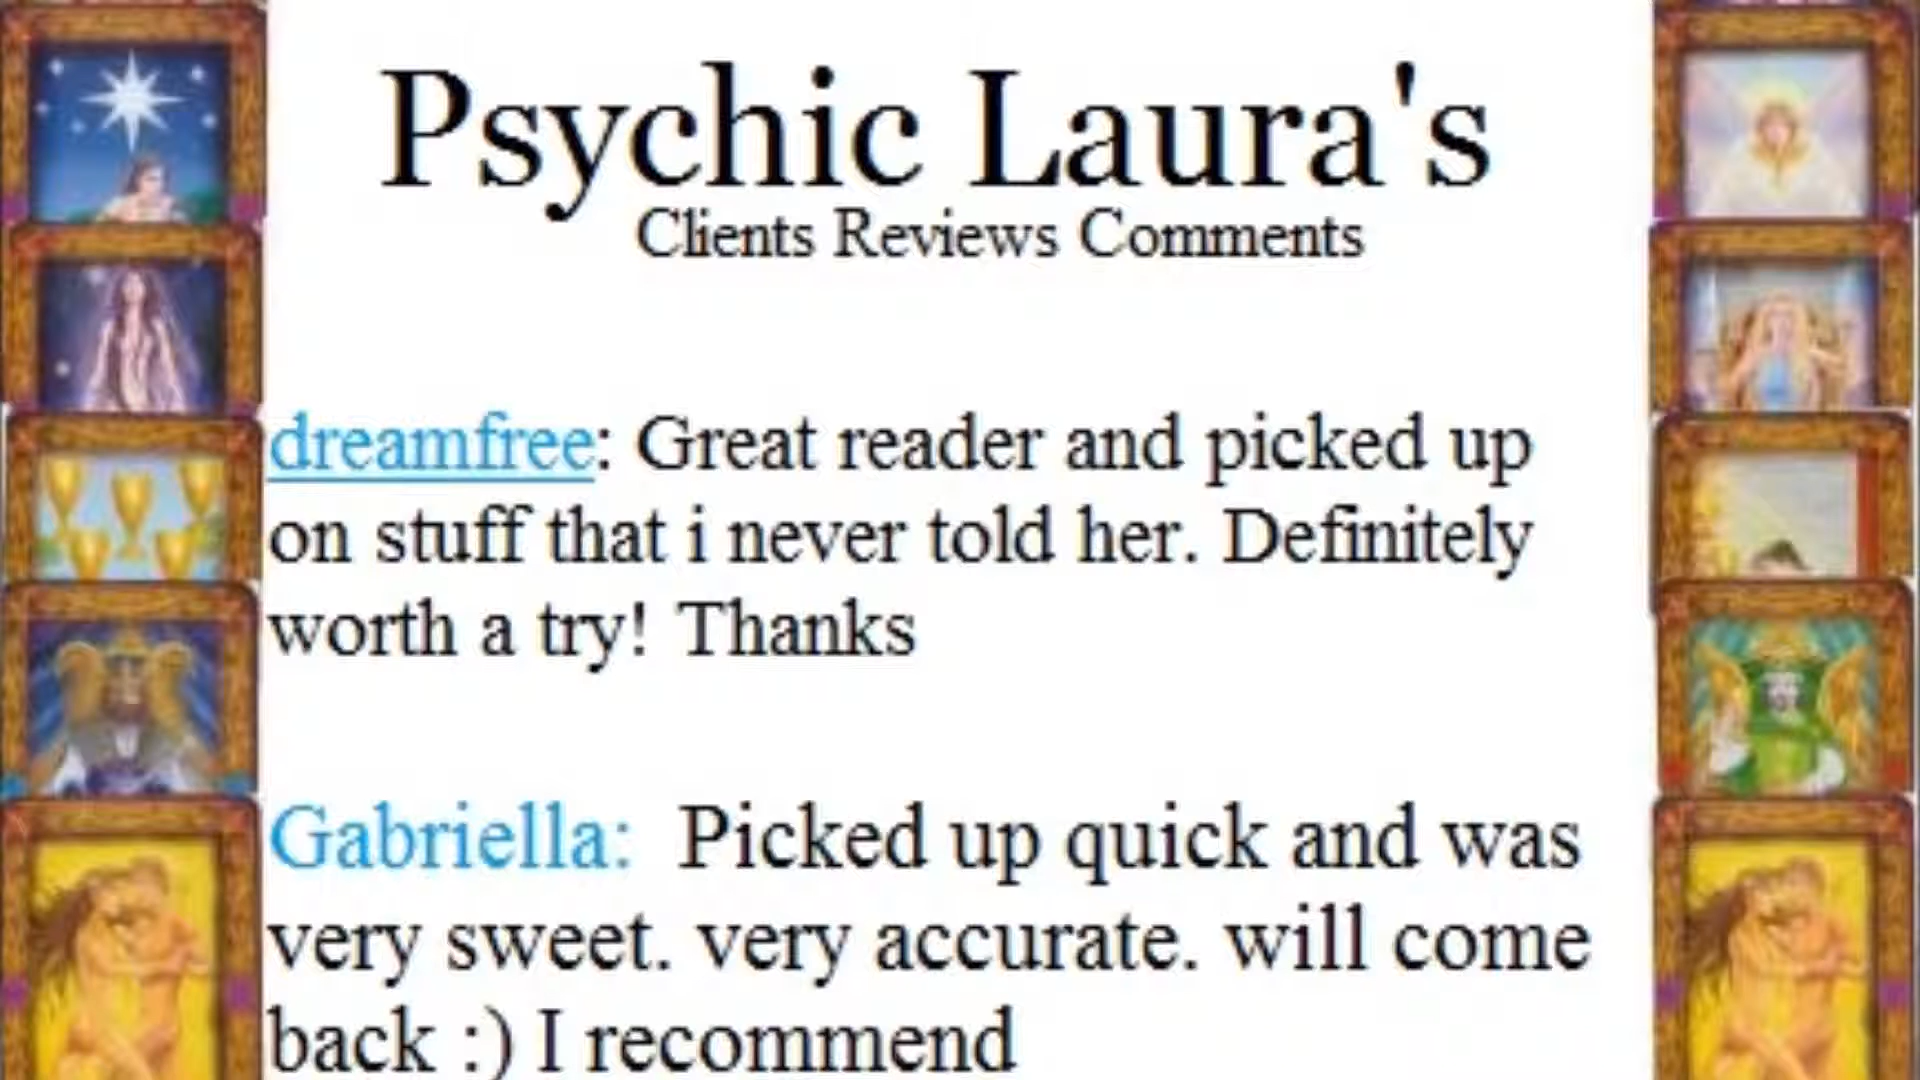 Psychic Laura's
Clients Reviews Comments
dreamfree: Great reader and picked up
on stuff that i never told her. Definitely
worth a try! Thanks
Gabriella: Picked up quick and was
very sweet. very accurate. will come
back :) I recommend